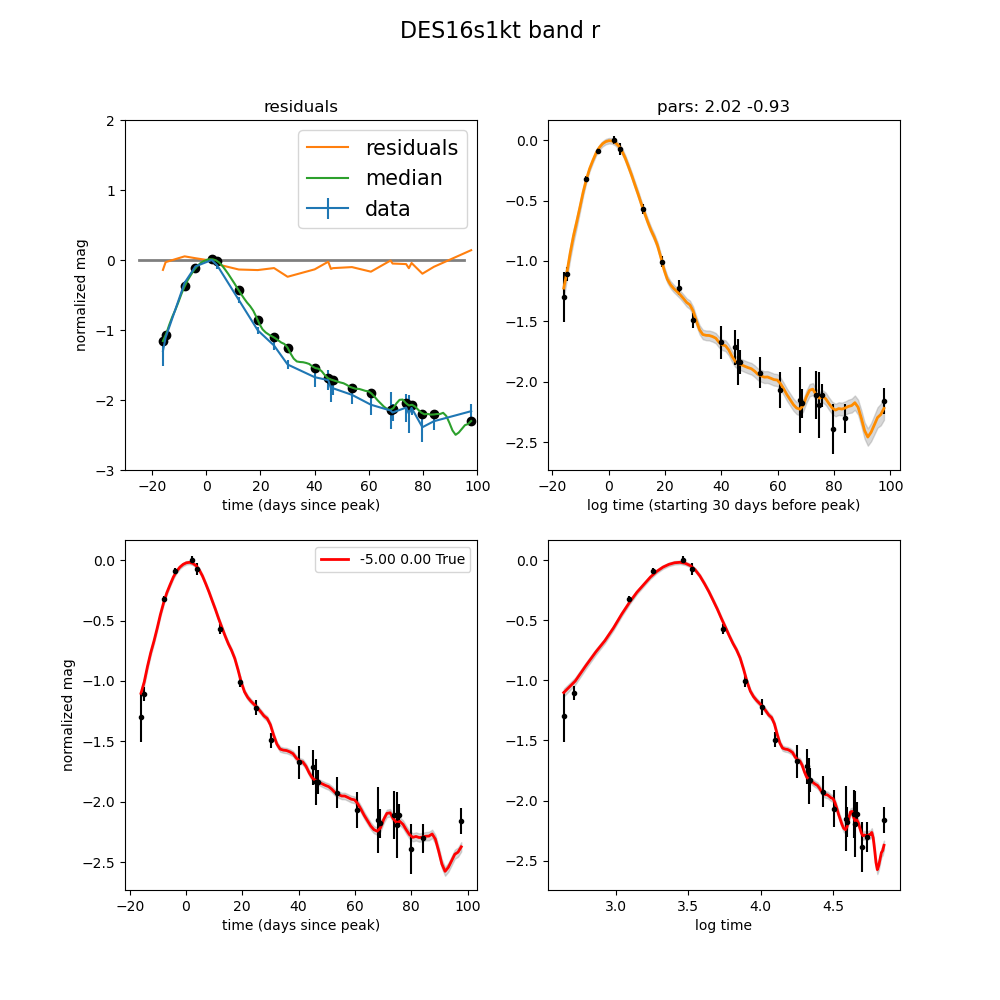 DES16s1kt band r
residuals
2
1
0
−1
−2
−3
normalized mag
residuals
median
data
−20 0 20 40 60 80 100
time (days since peak)
pars: 2.02 -0.93
0.0
−0.5
−1.0
−1.5
−2.0
−2.5
−20 0 20 40 60 80 100
log time (starting 30 days before peak)
0.0
−0.5
−1.0
−1.5
−2.0
−2.5
normalized mag
-5.00 0.00 True
−20 0 20 40 60 80 100
time (days since peak)
0.0
−0.5
−1.0
−1.5
−2.0
−2.5
3.0 3.5 4.0 4.5
log time